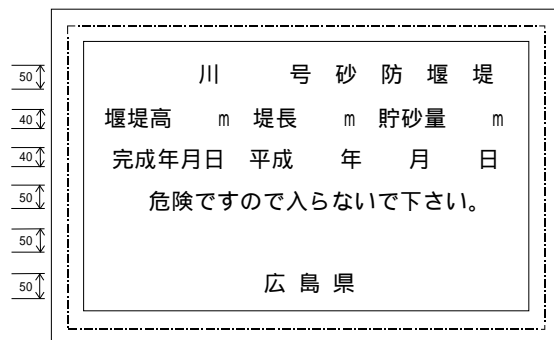 50
川　　号 砂 防 堰 堤
40
堰堤高　　m　堤長　　m　貯砂量　　m
40
完成年月日　平成　　年　　月　　日
50
危険ですので入らないで下さい。
50
50
広 島 県